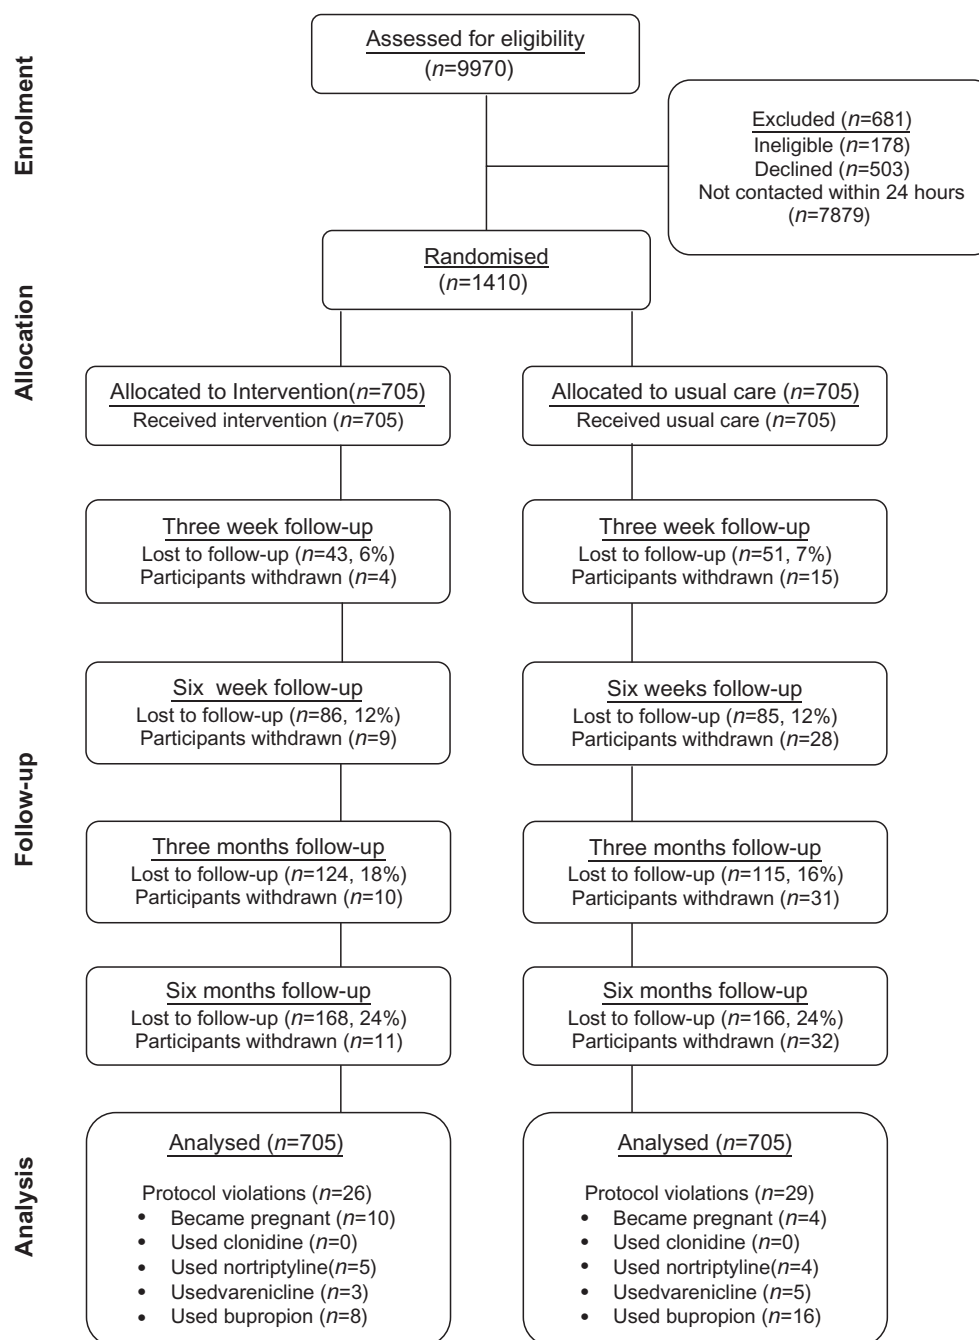 Enrolment
Assessed for eligibility
(n=9970)
Excluded (n=681)
Ineligible (n=178)
Declined (n=503)
Not contacted within 24 hours
(n=7879)
Randomised
(n=1410)
Allocation
Allocated to Intervention(n=705)
Received intervention (n=705)
Allocated to usual care (n=705)
Received usual care (n=705)
Follow-up
Three week follow-up
Lost to follow-up (n=43, 6%)
Participants withdrawn (n=4)
Three week follow-up
Lost to follow-up (n=51, 7%)
Participants withdrawn (n=15)
Six week follow-up
Lost to follow-up (n=86, 12%)
Participants withdrawn (n=9)
Six weeks follow-up
Lost to follow-up (n=85, 12%)
Participants withdrawn (n=28)
Three months follow-up
Lost to follow-up (n=124, 18%)
Participants withdrawn (n=10)
Three months follow-up
Lost to follow-up (n=115, 16%)
Participants withdrawn (n=31)
Six months follow-up
Lost to follow-up (n=168, 24%)
Participants withdrawn (n=11)
Six months follow-up
Lost to follow-up (n=166, 24%)
Participants withdrawn (n=32)
Analysis
Analysed (n=705)
Protocol violations (n=26)
• Became pregnant (n=10)
• Used clonidine (n=0)
• Used nortriptyline(n=5)
• Usedvarenicline (n=3)
• Used bupropion (n=8)
Analysed (n=705)
Protocol violations (n=29)
• Became pregnant (n=4)
• Used clonidine (n=0)
• Used nortriptyline(n=4)
• Usedvarenicline (n=5)
• Used bupropion (n=16)